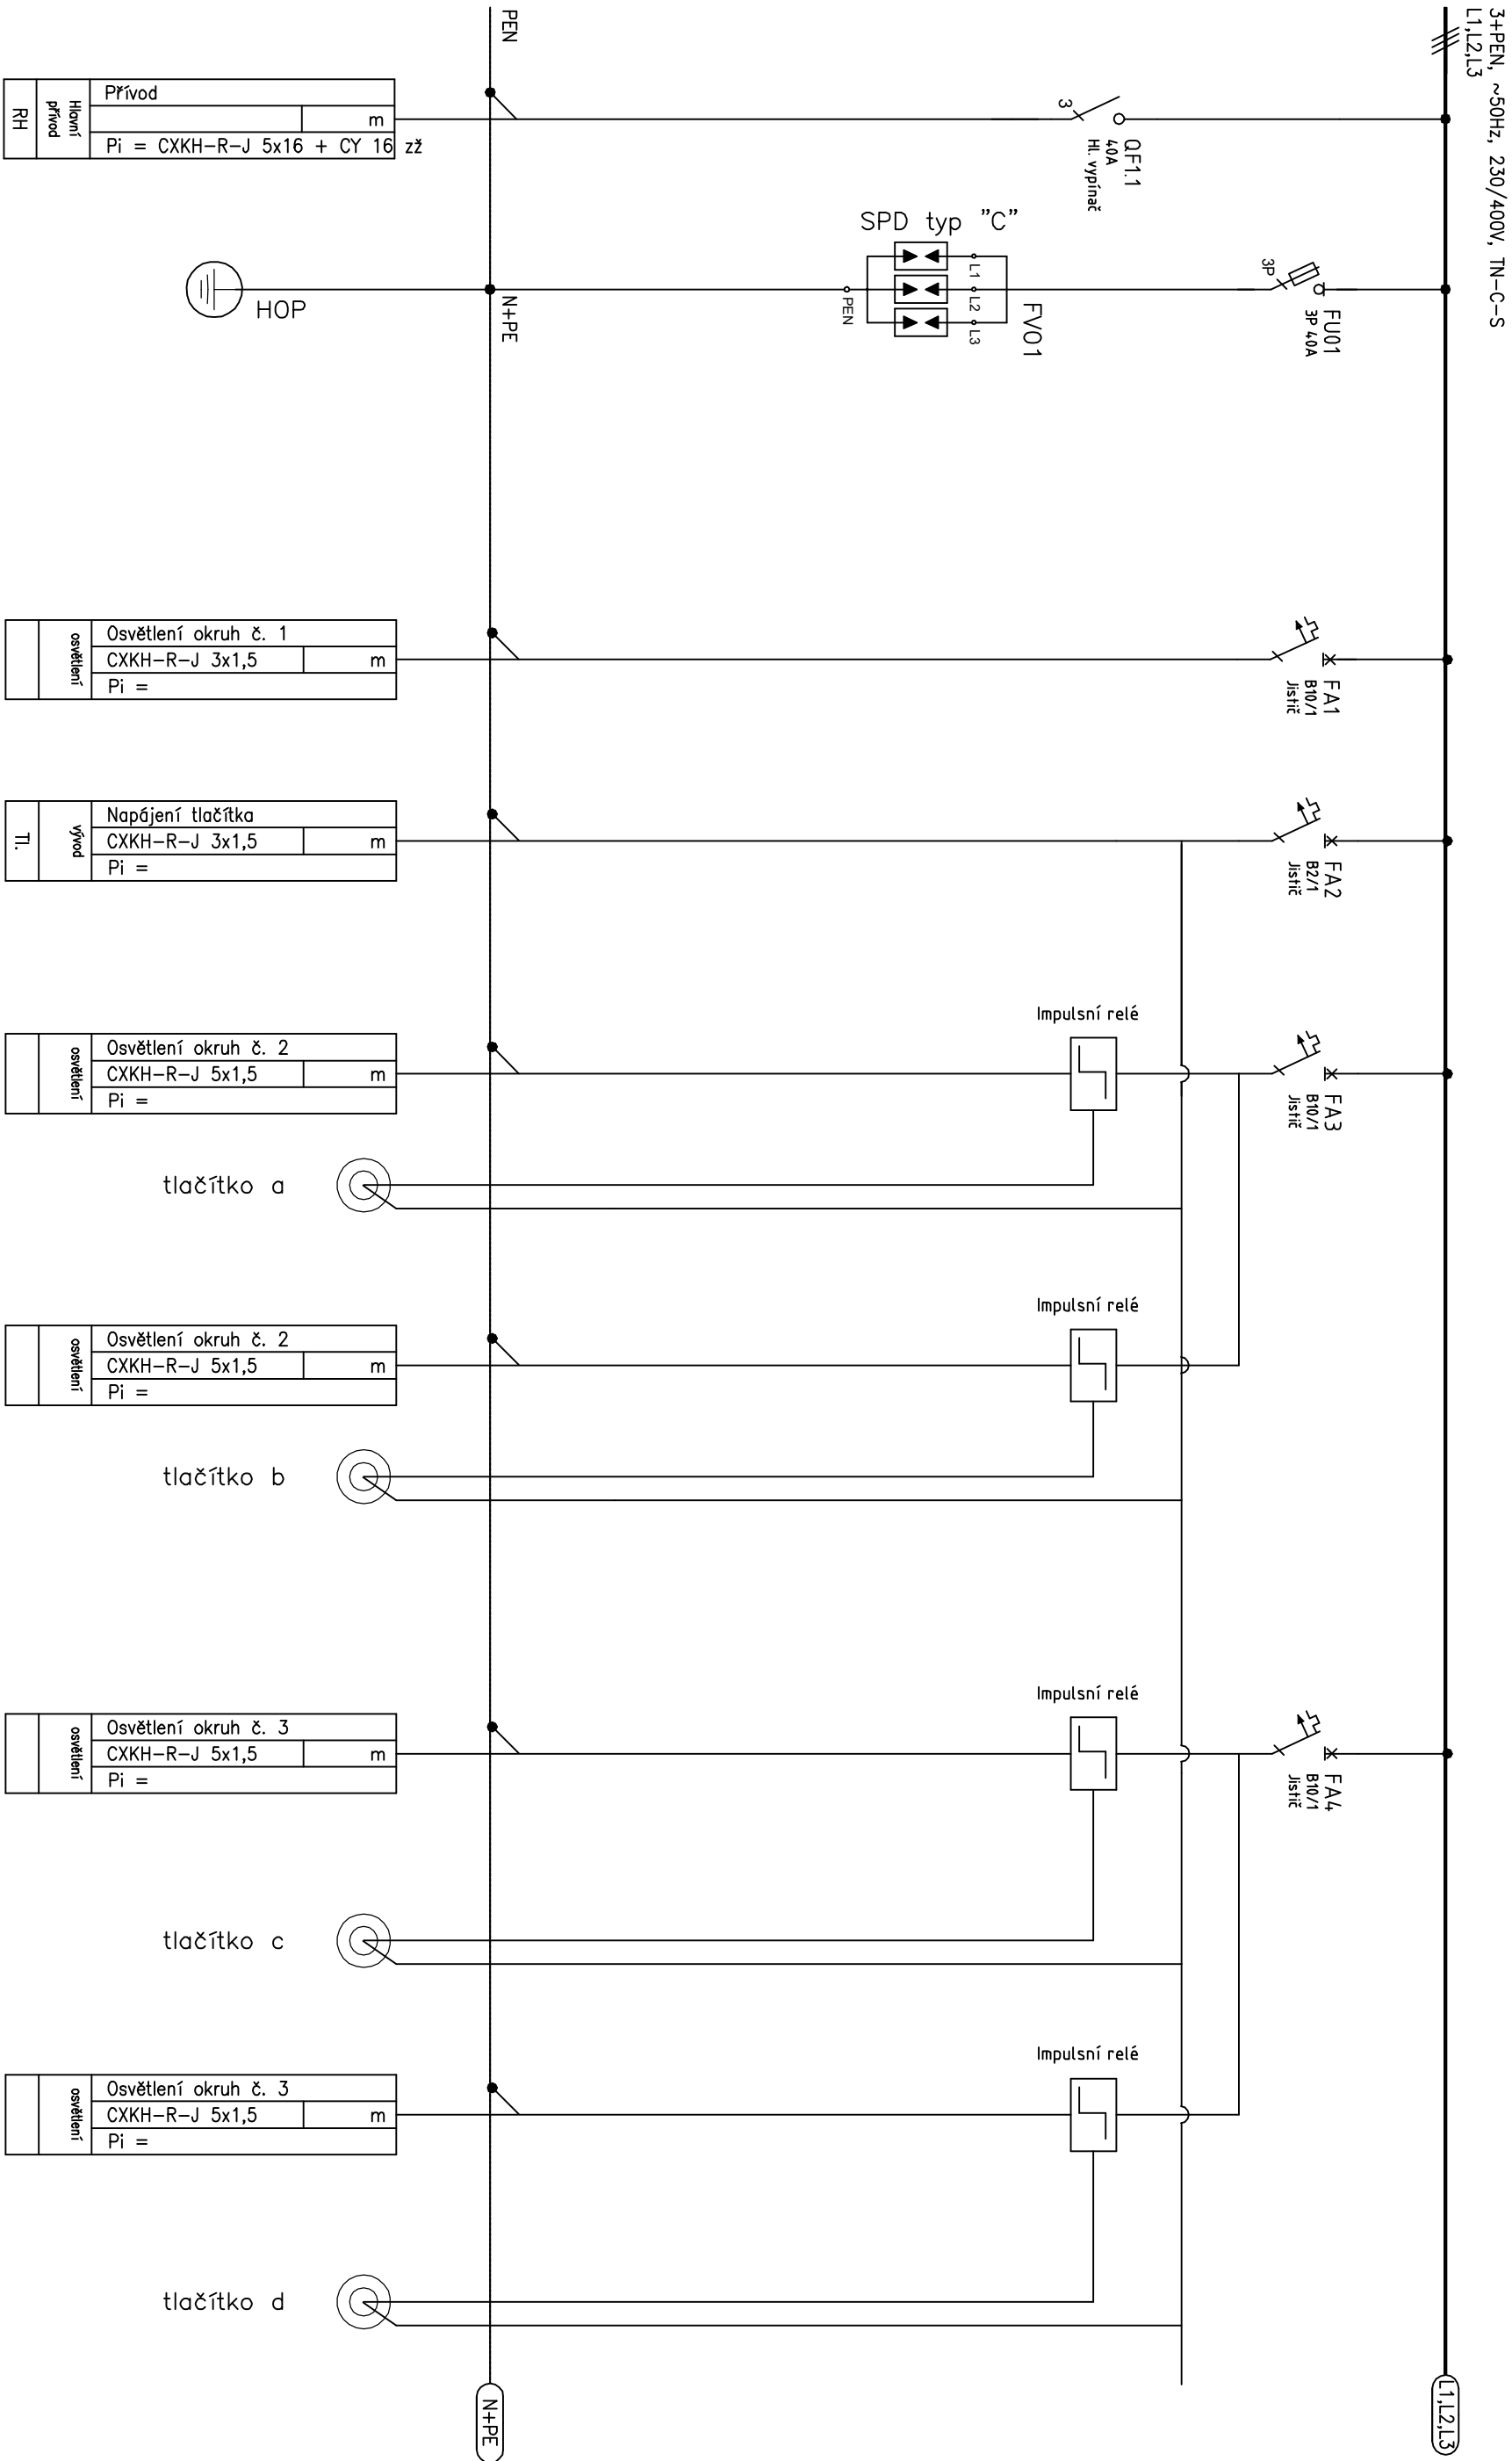 3+PEN, ~50Hz, 230/400V, TN-C-S
L1,L2,L3
PEN
Přívod
m
Pi = CXKH-R-J 5x16 + CY 16 zž
Hlavní
přívod
RH
3
QF1.1
40A
Hl. vypínač
SPD typ "C"
L1
L2
L3
PEN
FV01
3P
FU01
3P 40A
HOP
N+PE
Osvětlení okruh č. 1
CXKH-R-J 3x1,5 m
Pi =
osvětlení
FA1
B10/1
Jistič
Napájení tlačítka
CXKH-R-J 3x1,5 m
Pi =
vývod
Tl.
FA2
B2/1
Jistič
Impulsní relé
Osvětlení okruh č. 2
CXKH-R-J 5x1,5 m
Pi =
osvětlení
FA3
B10/1
Jistič
tlačítko a
Impulsní relé
Osvětlení okruh č. 2
CXKH-R-J 5x1,5 m
Pi =
osvětlení
tlačítko b
Impulsní relé
Osvětlení okruh č. 3
CXKH-R-J 5x1,5 m
Pi =
osvětlení
FA4
B10/1
Jistič
tlačítko c
Impulsní relé
Osvětlení okruh č. 3
CXKH-R-J 5x1,5 m
Pi =
osvětlení
tlačítko d
N+PE
L1,L2,L3